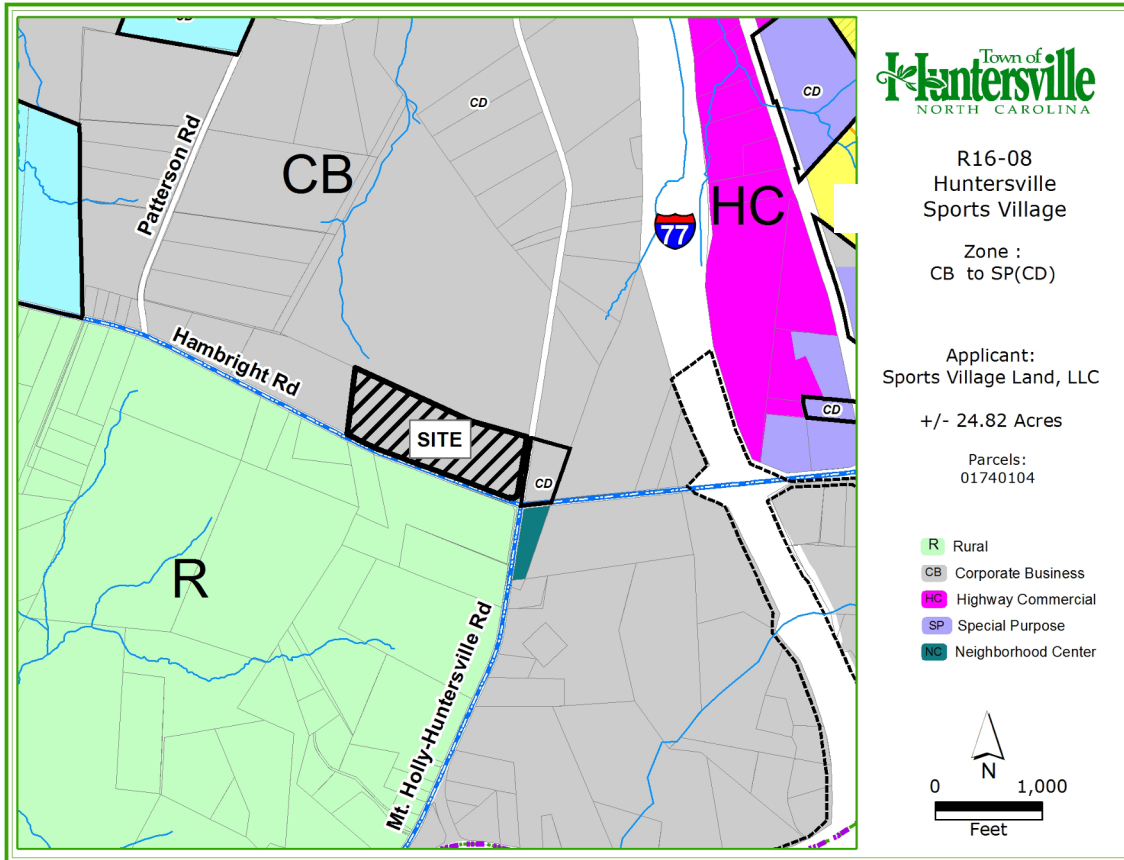 CD
Patterson Rd
CB
CD
77
HC
CD
Hambright Rd
SITE
CD
CD
R
Mt. Holly-Huntersville Rd
Town of
Huntersville
NORTH CAROLINA
R16-08
Huntersville
Sports Village
Zone :
CB to SP(CD)
Applicant:
Sports Village Land, LLC
+/- 24.82 Acres
Parcels:
01740104
R Rural
CB Corporate Business
HC Highway Commercial
SP Special Purpose
NC Neighborhood Center
N
0 1,000
Feet